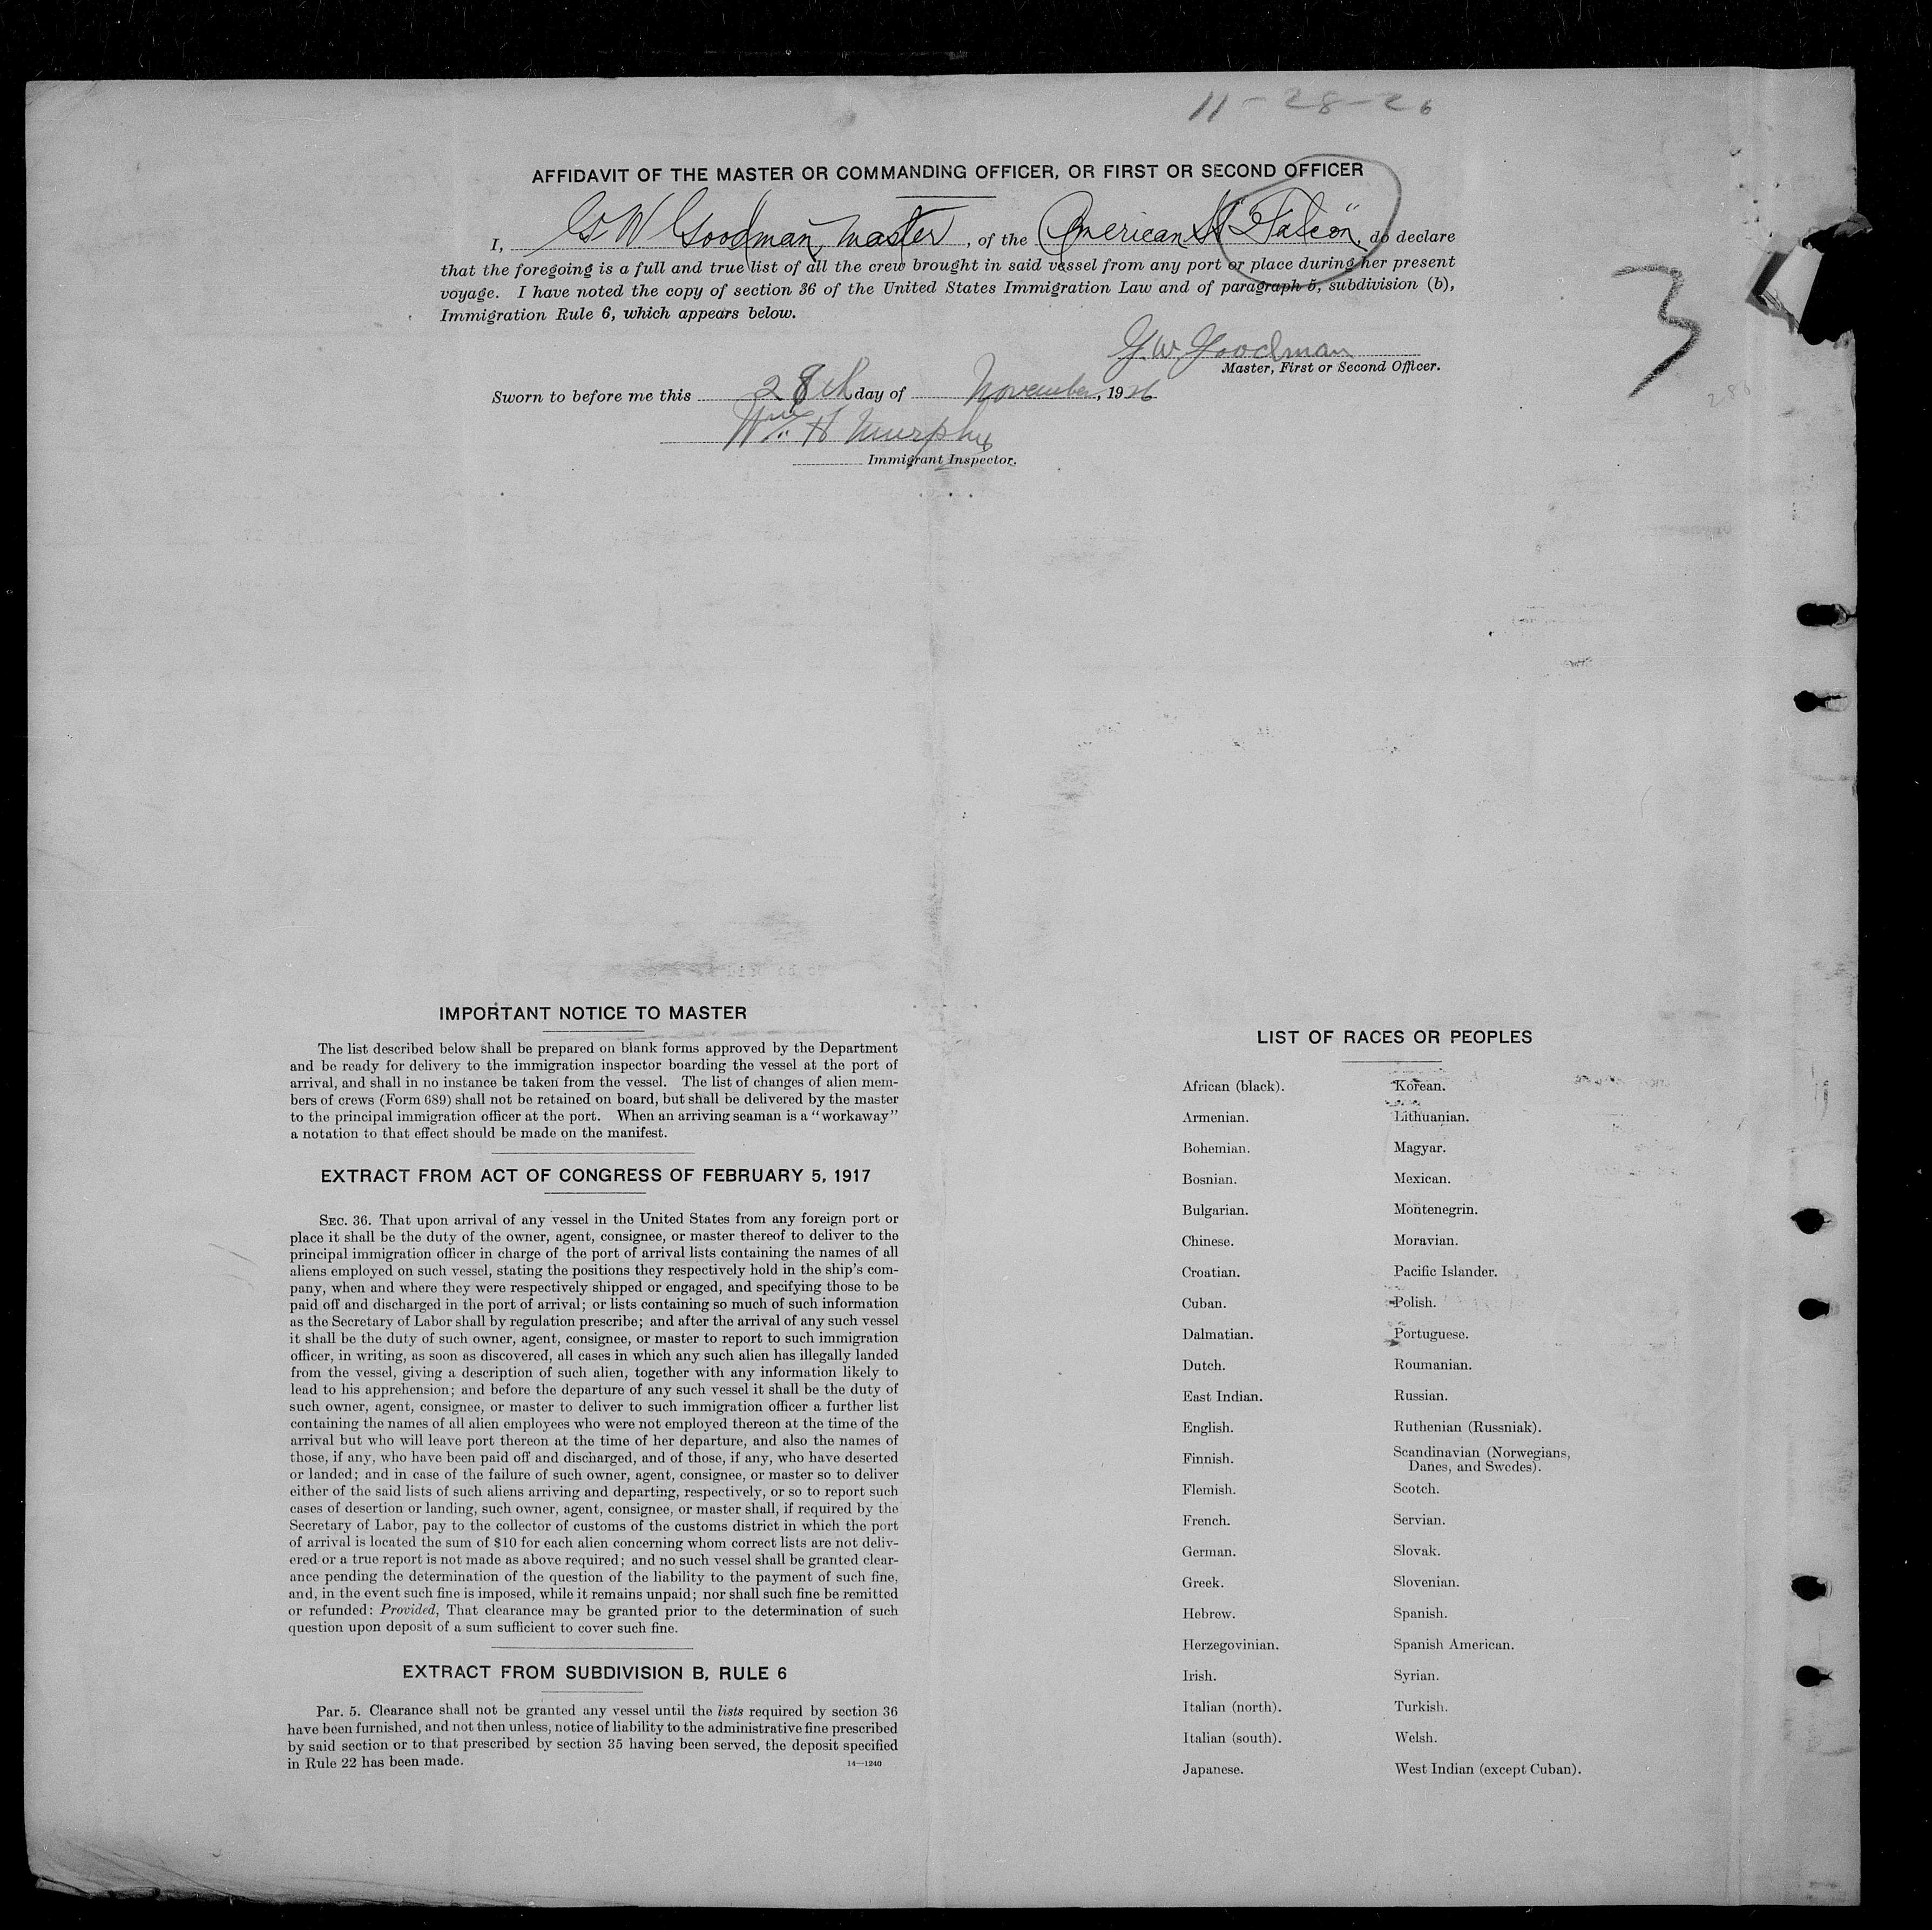 11-28-26
AFFIDAVIT OF THE MASTER OR COMMANDING OFFICER, OR FIRST OR SECOND OFFICER
I, G W Goodman, master, of the American SS "Falcon", do declare
that the foregoing is a full and true list of all the crew brought in said vessel from any port or place during her present
voyage. I have noted the copy of section 36 of the United States Immigration Law and of paragraph 5, subdivision (b),
Immigration Rule 6, which appears below.
3
G. W. Goodman
Master, First or Second Officer.
Sworn to before me this 28th day of November, 1926
Wm H Murphy
Immigrant Inspector.
IMPORTANT NOTICE TO MASTER
The list described below shall be prepared on blank forms approved by the Department
and be ready for delivery to the immigration inspector boarding the vessel at the port of
arrival, and shall in no instance be taken from the vessel. The list of changes of alien mem-
bers of crews (Form 689) shall not be retained on board, but shall be delivered by the master
to the principal immigration officer at the port. When an arriving seaman is a "workaway"
a notation to that effect should be made on the manifest.
EXTRACT FROM ACT OF CONGRESS OF FEBRUARY 5, 1917
SEC. 36. That upon arrival of any vessel in the United States from any foreign port or
place it shall be the duty of the owner, agent, consignee, or master thereof to deliver to the
principal immigration officer in charge of the port of arrival lists containing the names of all
aliens employed on such vessel, stating the positions they respectively hold in the ship's com-
pany, when and where they were respectively shipped or engaged, and specifying those to be
paid off and discharged in the port of arrival; or lists containing so much of such information
as the Secretary of Labor shall by regulation prescribe; and after the arrival of any such vessel
it shall be the duty of such owner, agent, consignee, or master to report to such immigration
officer, in writing, as soon as discovered, all cases in which any such alien has illegally landed
from the vessel, giving a description of such alien, together with any information likely to
lead to his apprehension; and before the departure of any such vessel it shall be the duty of
such owner, agent, consignee, or master to deliver to such immigration officer a further list
containing the names of all alien employees who were not employed thereon at the time of the
arrival but who will leave port thereon at the time of her departure, and also the names of
those, if any, who have been paid off and discharged, and of those, if any, who have deserted
or landed; and in case of the failure of such owner, agent, consignee, or master so to deliver
either of the said lists of such aliens arriving and departing, respectively, or so to report such
cases of desertion or landing, such owner, agent, consignee, or master shall, if required by the
Secretary of Labor, pay to the collector of customs of the customs district in which the port
of arrival is located the sum of $10 for each alien concerning whom correct lists are not deliv-
ered or a true report is not made as above required; and no such vessel shall be granted clear-
ance pending the determination of the question of the liability to the payment of such fine,
and, in the event such fine is imposed, while it remains unpaid; nor shall such fine be remitted
or refunded: Provided, That clearance may be granted prior to the determination of such
question upon deposit of a sum sufficient to cover such fine.
EXTRACT FROM SUBDIVISION B, RULE 6
Par. 5. Clearance shall not be granted any vessel until the lists required by section 36
have been furnished, and not then unless, notice of liability to the administrative fine prescribed
by said section or to that prescribed by section 35 having been served, the deposit specified
in Rule 22 has been made.
14—1240
LIST OF RACES OR PEOPLES
African (black).
Armenian.
Bohemian.
Bosnian.
Bulgarian.
Chinese.
Croatian.
Cuban.
Dalmatian.
Dutch.
East Indian.
English.
Finnish.
Flemish.
French.
German.
Greek.
Hebrew.
Herzegovinian.
Irish.
Italian (north).
Italian (south).
Japanese.
Korean.
Lithuanian.
Magyar.
Mexican.
Montenegrin.
Moravian.
Pacific Islander.
Polish.
Portuguese.
Roumanian.
Russian.
Ruthenian (Russniak).
Scandinavian (Norwegians,
Danes, and Swedes).
Scotch.
Servian.
Slovak.
Slovenian.
Spanish.
Spanish American.
Syrian.
Turkish.
Welsh.
West Indian (except Cuban).